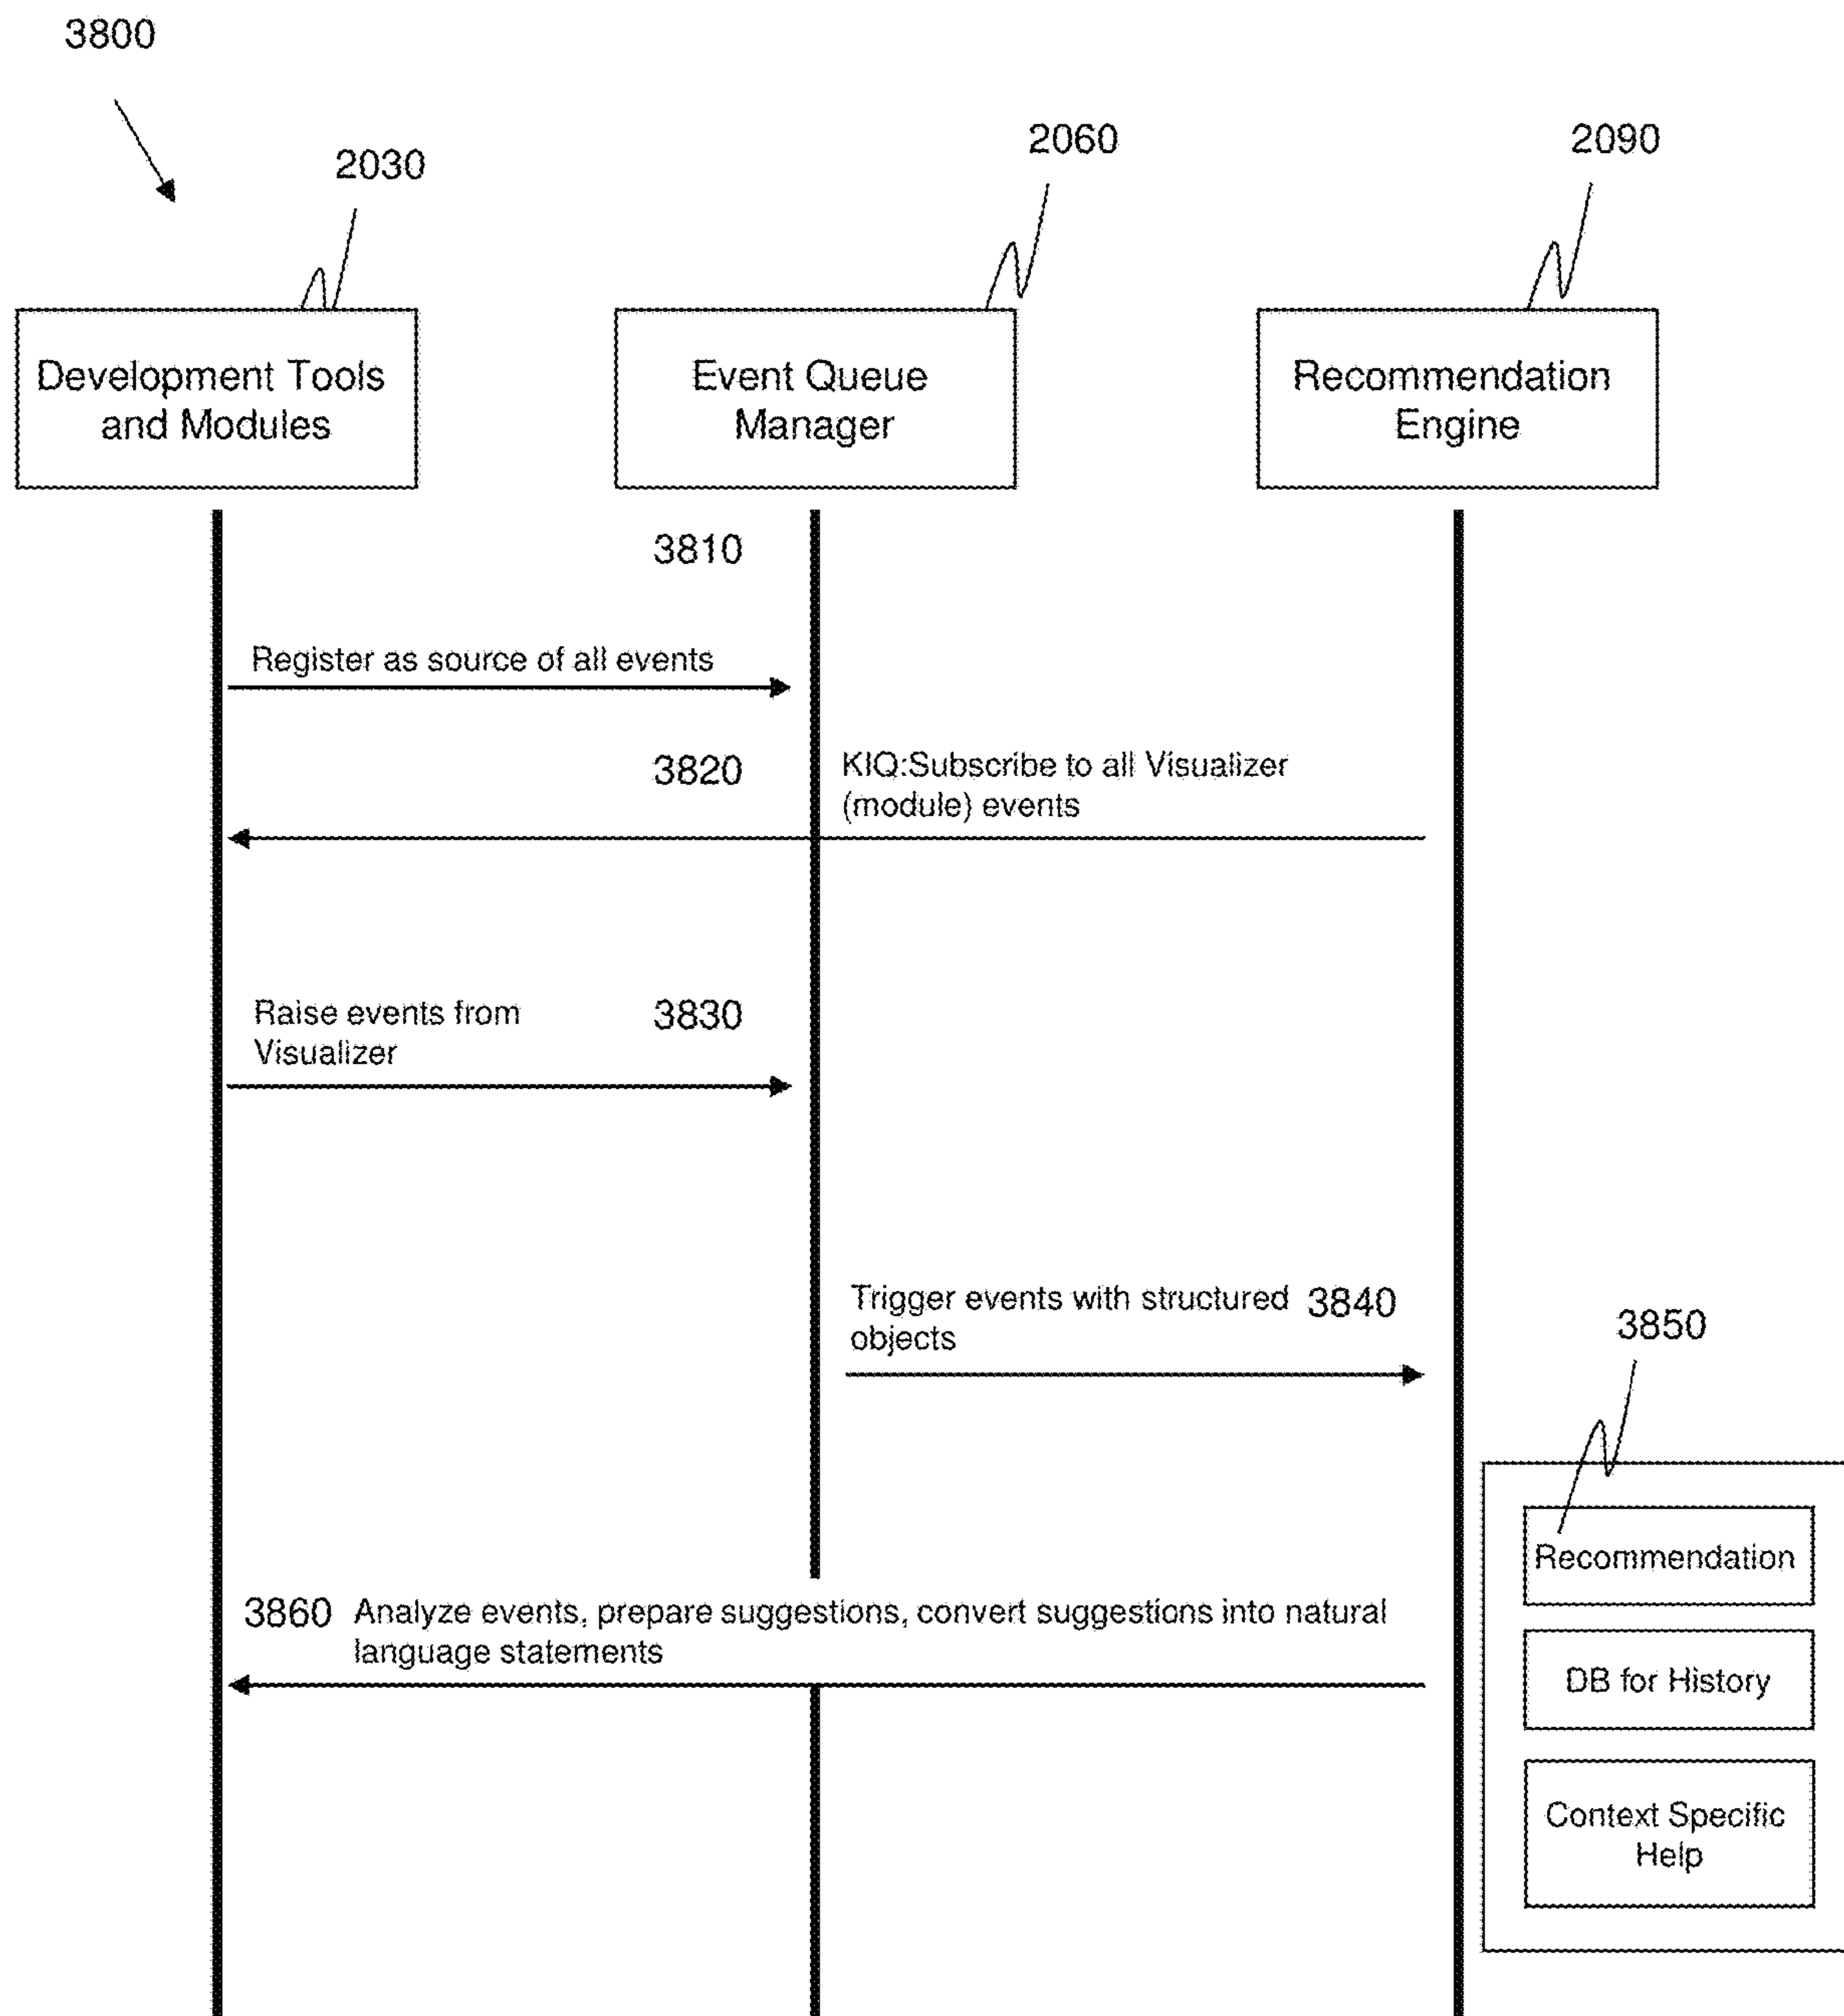 3800
2030
2060
2090
Development Tools
and Modules
Event Queue
Manager
Recommendation
Engine
3810
Register as source of all events
3820
KIQ:Subscribe to all Visualizer
(module) events
Raise events from
Visualizer
3830
Trigger events with structured
objects
3840
3850
Recommendation
DB for History
Context Specific
Help
3860
Analyze events, prepare suggestions, convert suggestions into natural
language statements